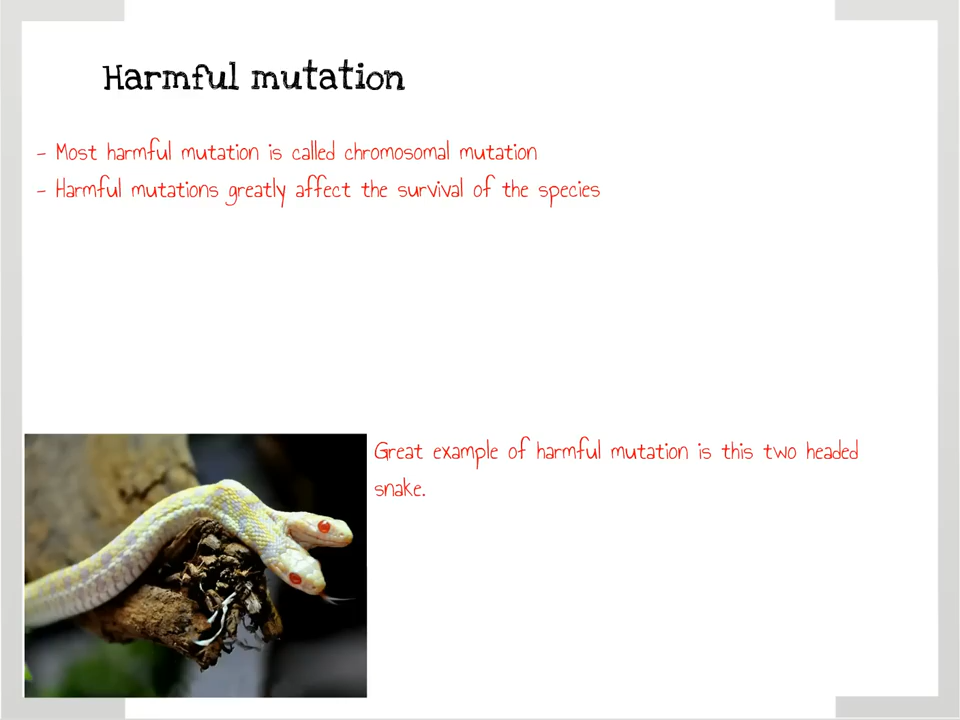 Harmful mutation
- Most harmful mutation is called chromosomal mutation
- Harmful mutations greatly affect the survival of the species
Great example of harmful mutation is this two headed
snake.